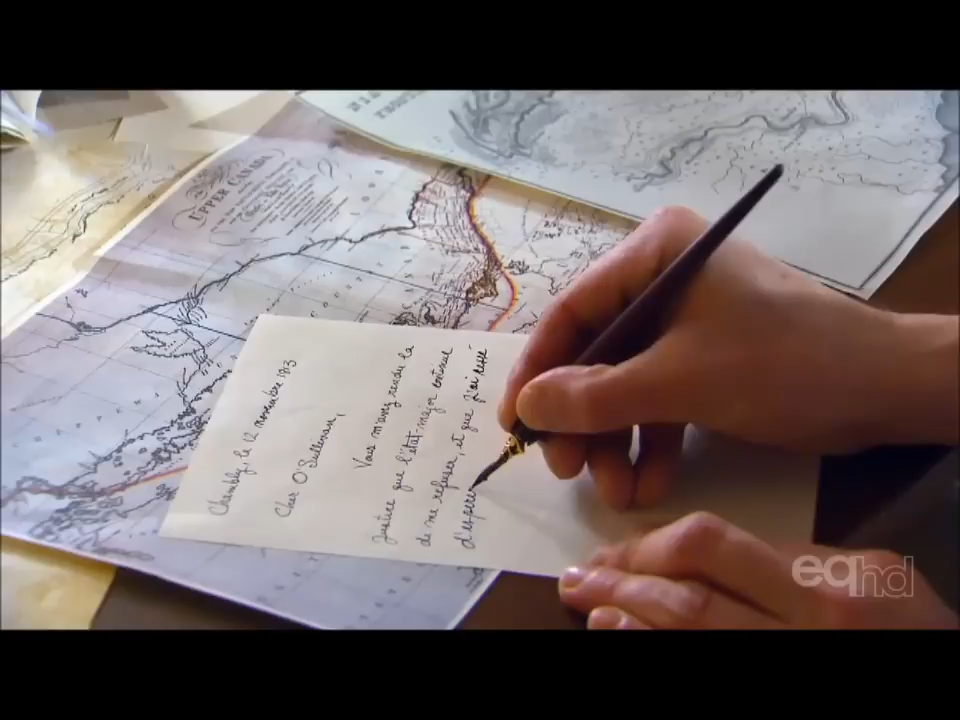 UPPER CANADA
Chambly, le 12 novembre 1813
Cher O'Sullivan,
Vous m'avez rendu la
justice que l'état-major continue
de me refuser, et que j'ai cessé
d'espérer
eqhd